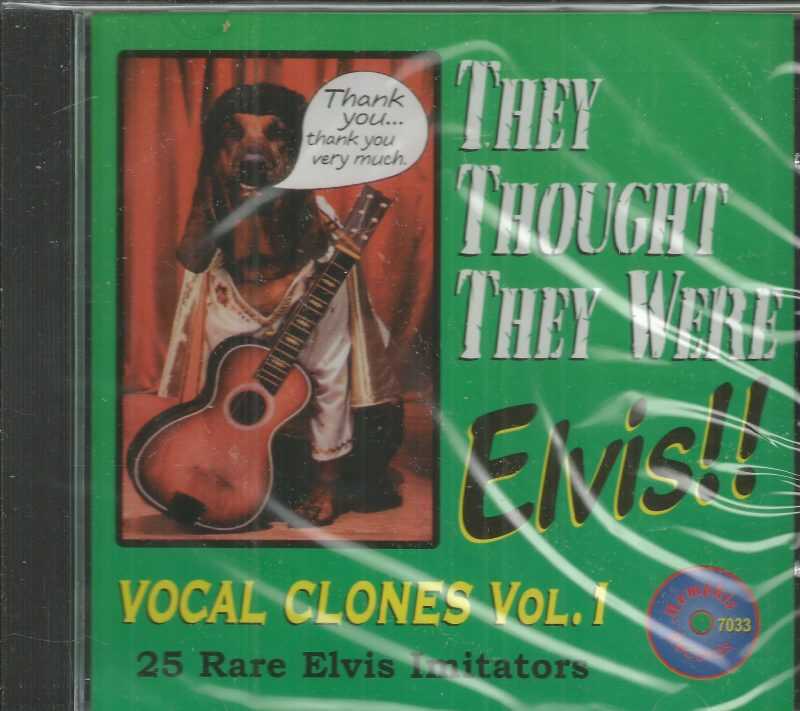 Thank
you...
thank you
very much.
THEY
THOUGHT
THEY WERE
Elvis!!
VOCAL CLONES VOL. 1
25 Rare Elvis Imitators
Memphis
7033